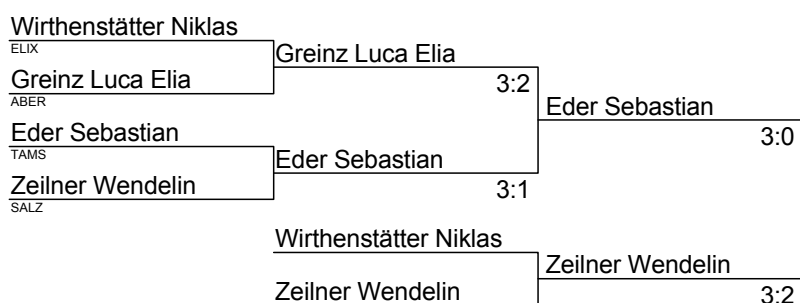 Wirthenstätter Niklas
ELIX
Greinz Luca Elia
Greinz Luca Elia
3:2
ABER
Eder Sebastian
3:0
Eder Sebastian
TAMS
Eder Sebastian
Zeilner Wendelin
3:1
SALZ
Wirthenstätter Niklas
Zeilner Wendelin
Zeilner Wendelin
3:2